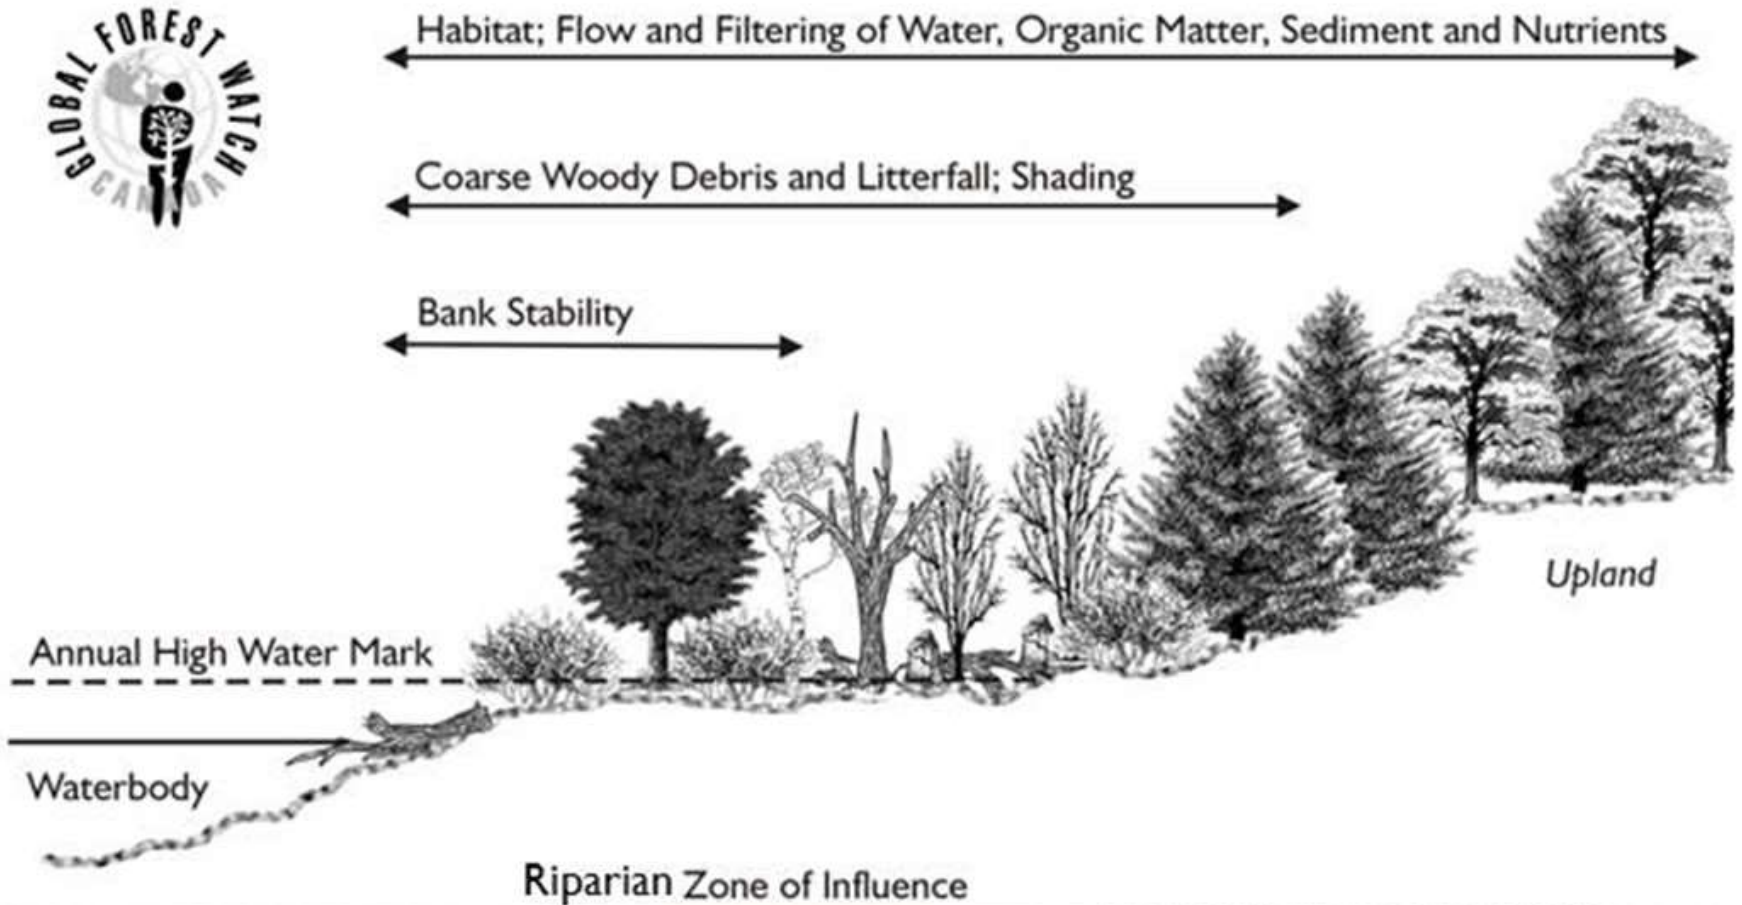 GLOBAL FOREST WATCH
CANADA
Habitat; Flow and Filtering of Water, Organic Matter, Sediment and Nutrients
Coarse Woody Debris and Litterfall; Shading
Bank Stability
Upland
Annual High Water Mark
Waterbody
Riparian Zone of Influence